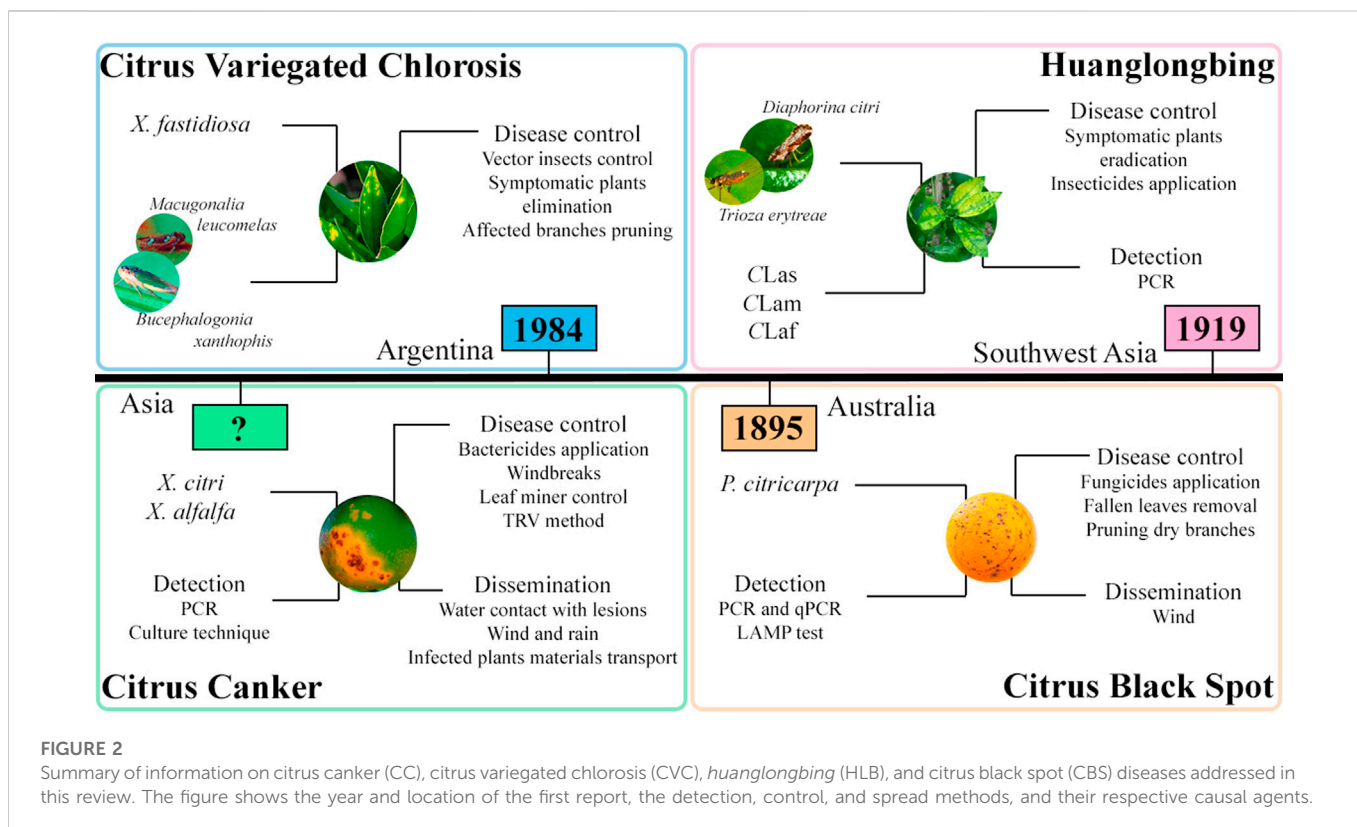 Citrus Variegated Chlorosis
X. fastidiosa
Macugonalia
leucomelas
Bucephalogonia
xanthophis
Disease control
Vector insects control
Symptomatic plants
elimination
Affected branches pruning
Argentina
1984
Huanglongbing
Diaphorina citri
Trioza erytreae
CLas
CLam
CLaf
Disease control
Symptomatic plants
eradication
Insecticides application
Detection
PCR
Southwest Asia
1919
Asia
?
X. citri
X. alfalfa
Detection
PCR
Culture technique
Disease control
Bactericides application
Windbreaks
Leaf miner control
TRV method
Dissemination
Water contact with lesions
Wind and rain
Infected plants materials transport
Citrus Canker
1895
Australia
P. citricarpa
Detection
PCR and qPCR
LAMP test
Disease control
Fungicides application
Fallen leaves removal
Pruning dry branches
Dissemination
Wind
Citrus Black Spot
FIGURE 2
Summary of information on citrus canker (CC), citrus variegated chlorosis (CVC), huanglongbing (HLB), and citrus black spot (CBS) diseases addressed in
this review. The figure shows the year and location of the first report, the detection, control, and spread methods, and their respective causal agents.